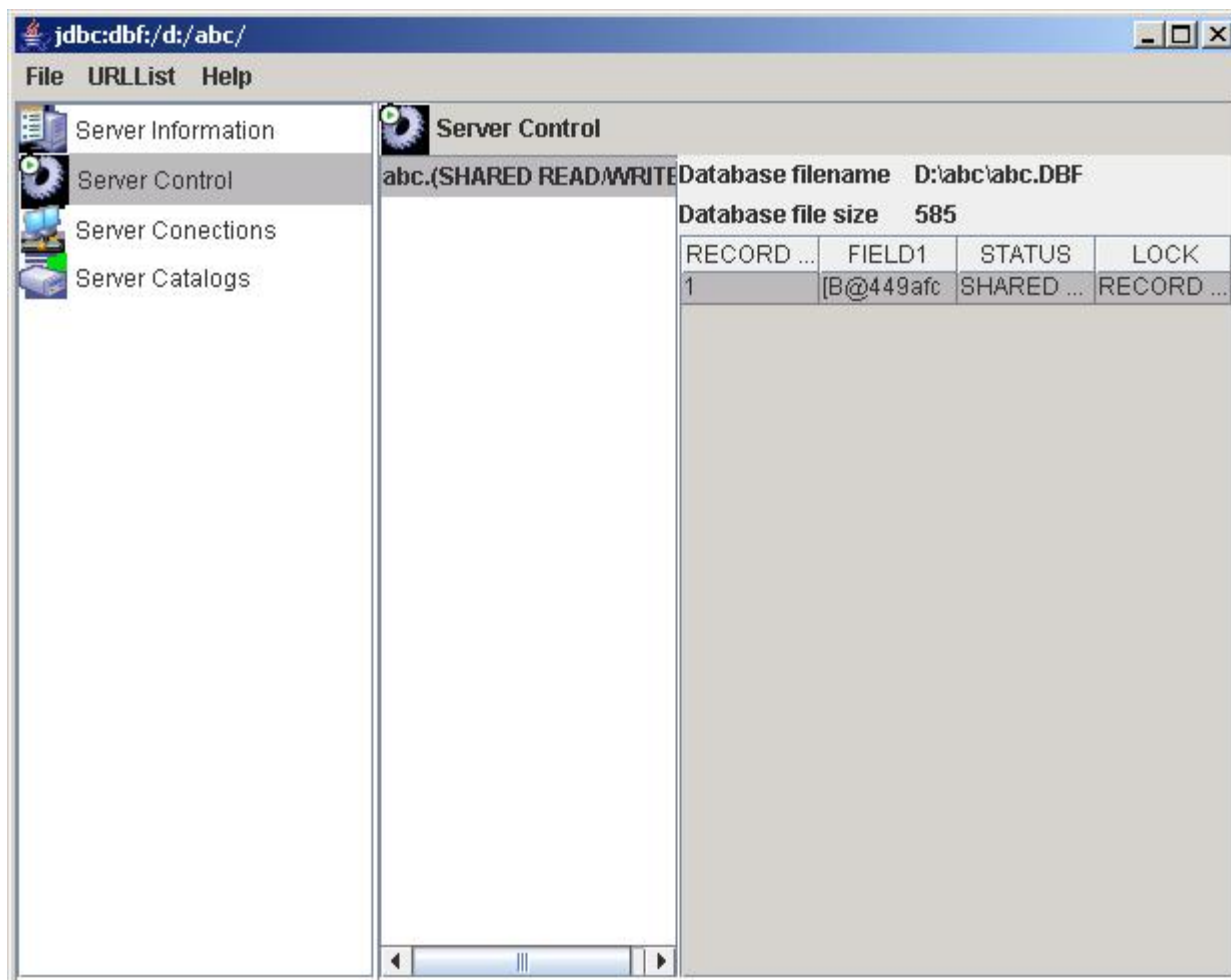 jdbc:dbf:/d:/abc/
File URLList Help
Server Information
Server Control
Server Conections
Server Catalogs
Server Control
abc.(SHARED READ/WRITE
Database filename D:\abc\abc.DBF
Database file size 585
RECORD ... FIELD1 STATUS LOCK
1 [B@449afc SHARED ... RECORD ...